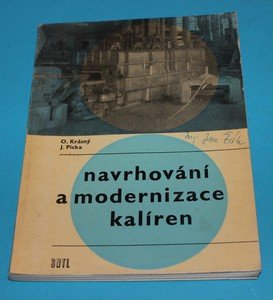 O. Krásný
J. Picka
navrhování
a modernizace
kalíren
SNTL